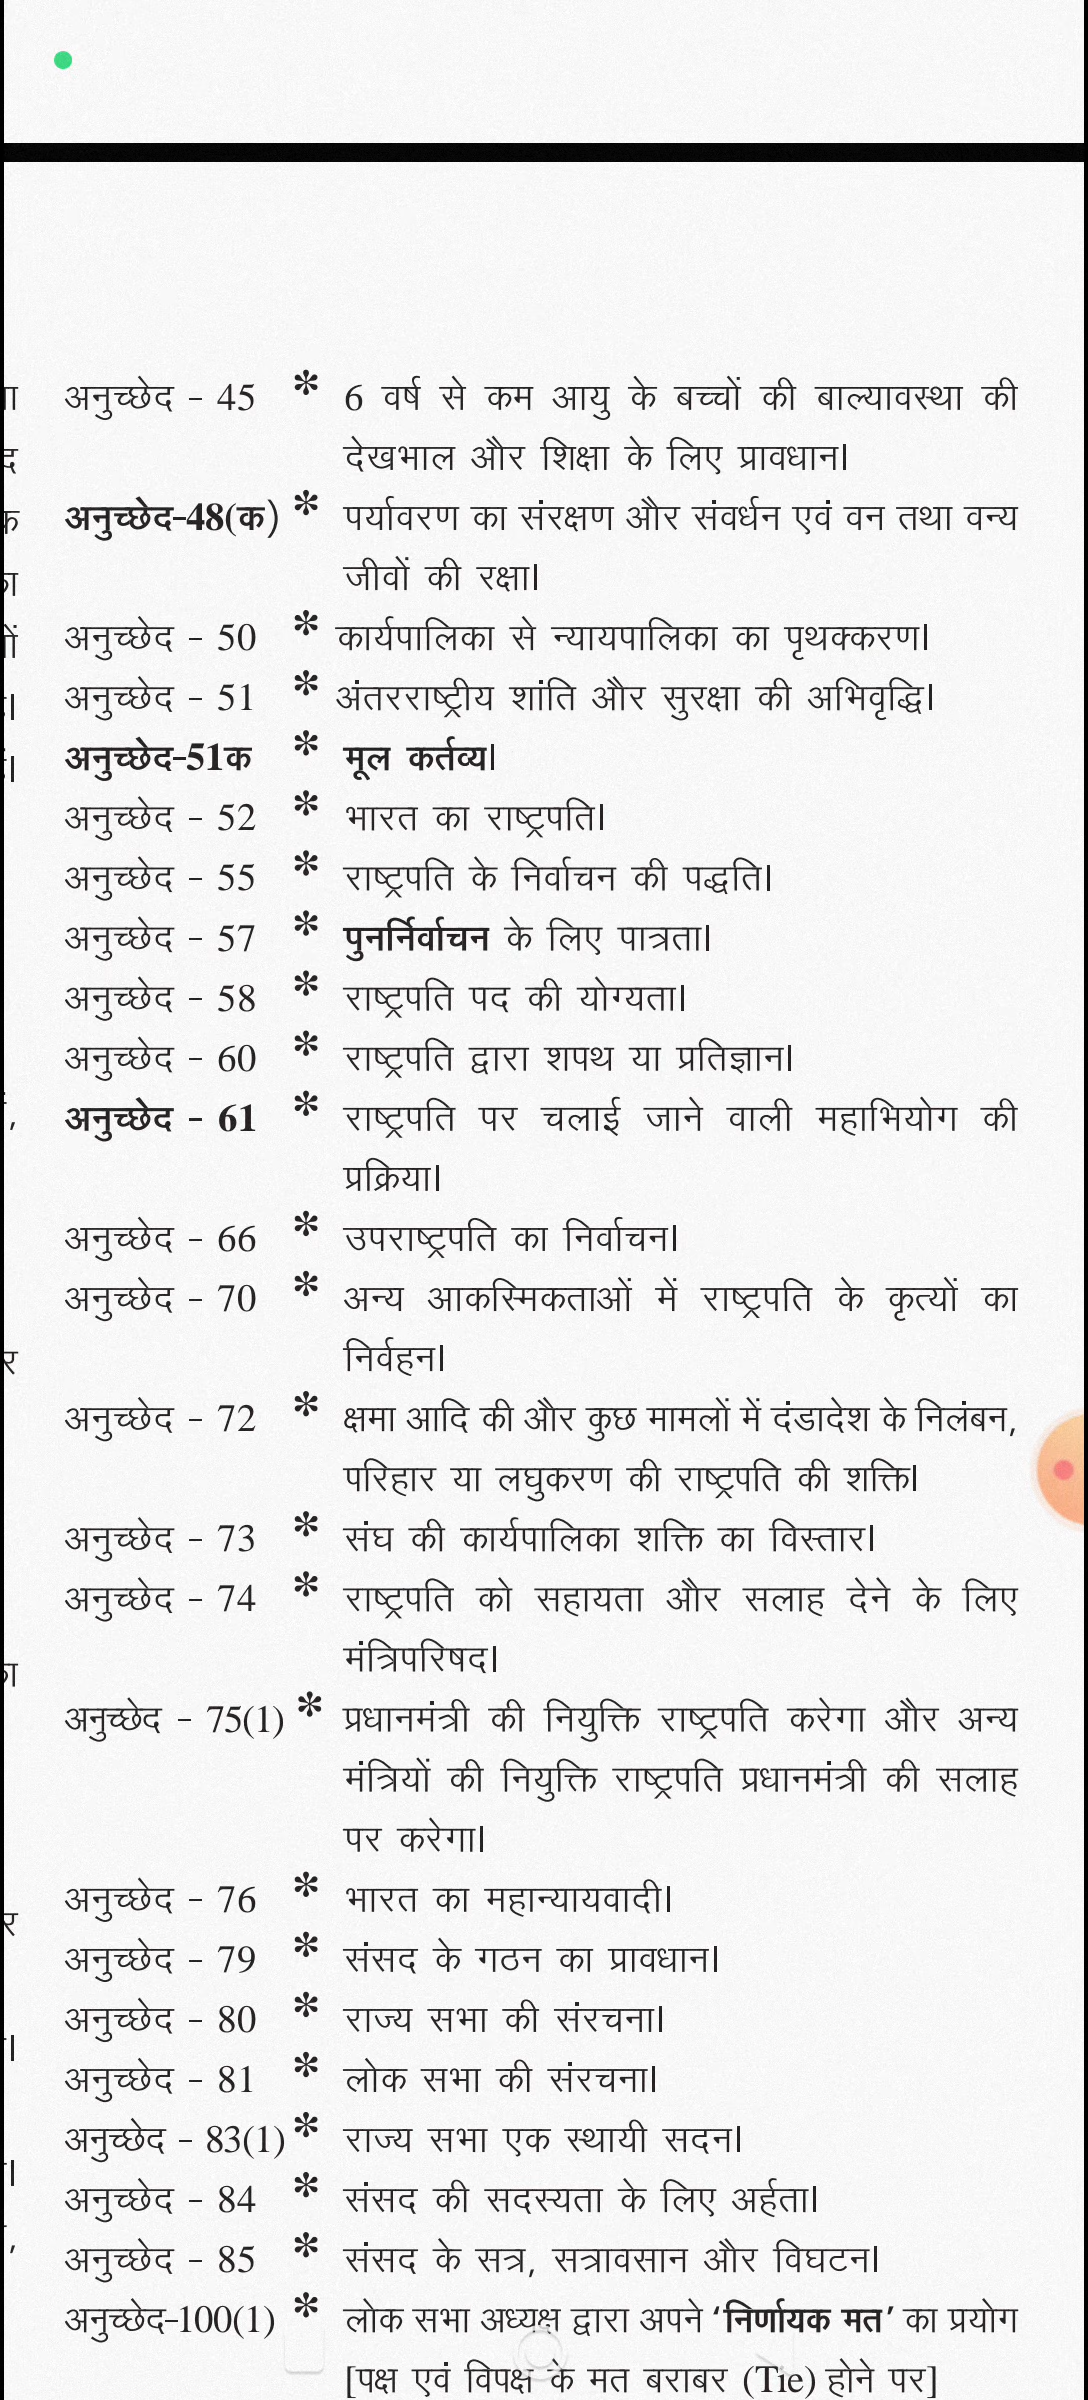 अनुच्छेद - 45 * 6 वर्ष से कम आयु के बच्चों की बाल्यावस्था की
देखभाल और शिक्षा के लिए प्रावधान।
अनुच्छेद-48(क) * पर्यावरण का संरक्षण और संवर्धन एवं वन तथा वन्य
जीवों की रक्षा।
अनुच्छेद - 50 * कार्यपालिका से न्यायपालिका का पृथक्करण।
अनुच्छेद - 51 * अंतरराष्ट्रीय शांति और सुरक्षा की अभिवृद्धि।
अनुच्छेद-51क * मूल कर्तव्य।
अनुच्छेद - 52 * भारत का राष्ट्रपति।
अनुच्छेद - 55 * राष्ट्रपति के निर्वाचन की पद्धति।
अनुच्छेद - 57 * पुनर्निर्वाचन के लिए पात्रता।
अनुच्छेद - 58 * राष्ट्रपति पद की योग्यता।
अनुच्छेद - 60 * राष्ट्रपति द्वारा शपथ या प्रतिज्ञान।
अनुच्छेद - 61 * राष्ट्रपति पर चलाई जाने वाली महाभियोग की
प्रक्रिया।
अनुच्छेद - 66 * उपराष्ट्रपति का निर्वाचन।
अनुच्छेद - 70 * अन्य आकस्मिकताओं में राष्ट्रपति के कृत्यों का
निर्वहन।
अनुच्छेद - 72 * क्षमा आदि की और कुछ मामलों में दंडादेश के निलंबन,
परिहार या लघुकरण की राष्ट्रपति की शक्ति।
अनुच्छेद - 73 * संघ की कार्यपालिका शक्ति का विस्तार।
अनुच्छेद - 74 * राष्ट्रपति को सहायता और सलाह देने के लिए
मंत्रिपरिषद।
अनुच्छेद - 75(1) * प्रधानमंत्री की नियुक्ति राष्ट्रपति करेगा और अन्य
मंत्रियों की नियुक्ति राष्ट्रपति प्रधानमंत्री की सलाह
पर करेगा।
अनुच्छेद - 76 * भारत का महान्यायवादी।
अनुच्छेद - 79 * संसद के गठन का प्रावधान।
अनुच्छेद - 80 * राज्य सभा की संरचना।
अनुच्छेद - 81 * लोक सभा की संरचना।
अनुच्छेद - 83(1) * राज्य सभा एक स्थायी सदन।
अनुच्छेद - 84 * संसद की सदस्यता के लिए अर्हता।
अनुच्छेद - 85 * संसद के सत्र, सत्रावसान और विघटन।
अनुच्छेद-100(1) * लोक सभा अध्यक्ष द्वारा अपने ‘निर्णायक मत’ का प्रयोग
[पक्ष एवं विपक्ष के मत बराबर (Tie) होने पर]